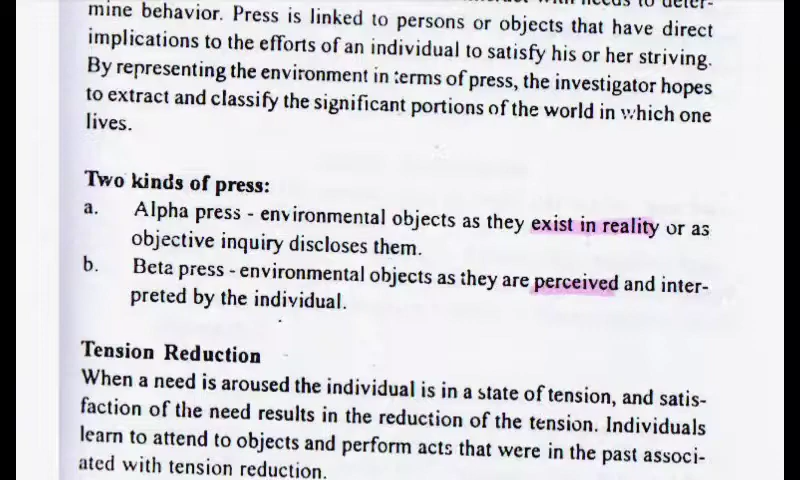 mine behavior. Press is linked to persons or objects that have direct
implications to the efforts of an individual to satisfy his or her striving.
By representing the environment in terms of press, the investigator hopes
to extract and classify the significant portions of the world in which one
lives.
Two kinds of press:
a. Alpha press - environmental objects as they exist in reality or as
objective inquiry discloses them.
b. Beta press - environmental objects as they are perceived and inter-
preted by the individual.
Tension Reduction
When a need is aroused the individual is in a state of tension, and satis-
faction of the need results in the reduction of the tension. Individuals
learn to attend to objects and perform acts that were in the past associ-
ated with tension reduction.